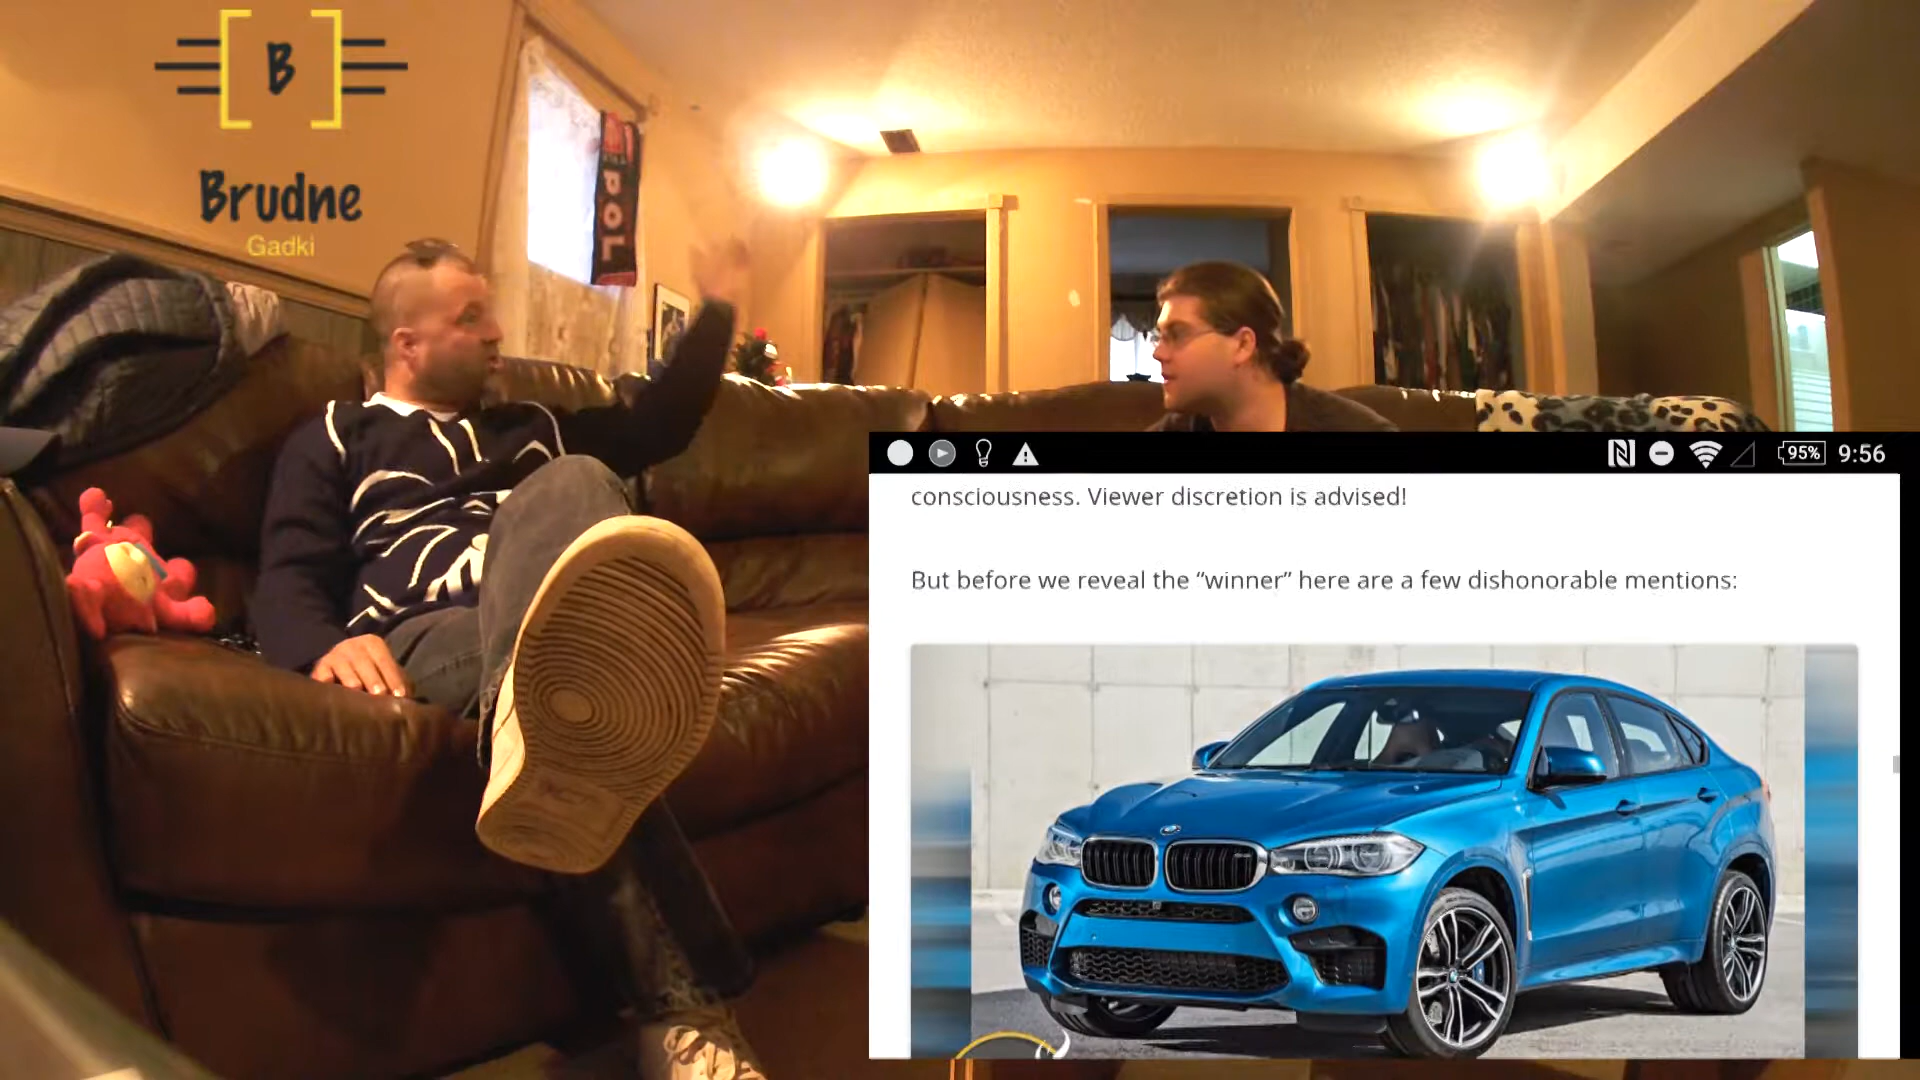 B
Brudne
Gadki
POL
95% 9:56
consciousness. Viewer discretion is advised!
But before we reveal the “winner” here are a few dishonorable mentions: